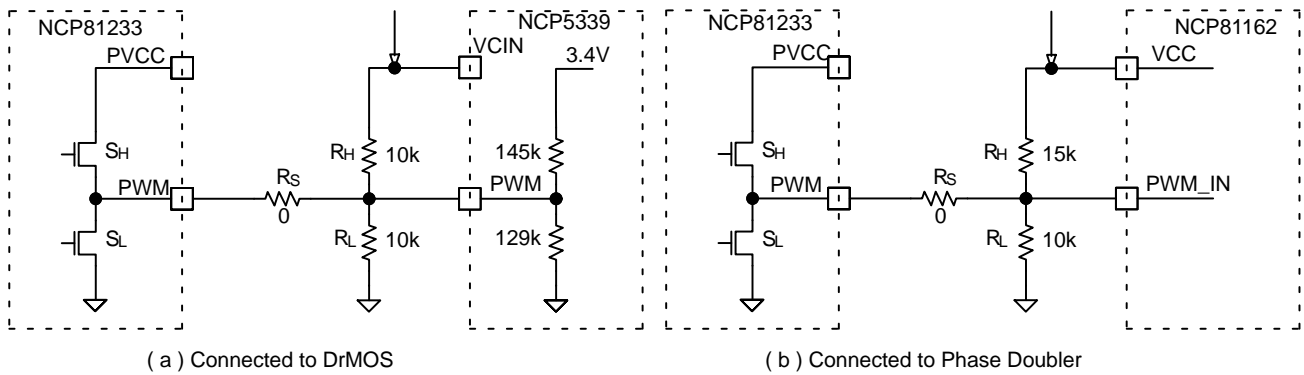 NCP81233
PVCC
SH
PWM
SL
RS
0
RH
10k
RL
10k
NCP5339
VCIN
3.4V
145k
PWM
129k
( a ) Connected to DrMOS
NCP81233
PVCC
SH
PWM
SL
RS
0
RH
15k
RL
10k
NCP81162
VCC
PWM_IN
( b ) Connected to Phase Doubler